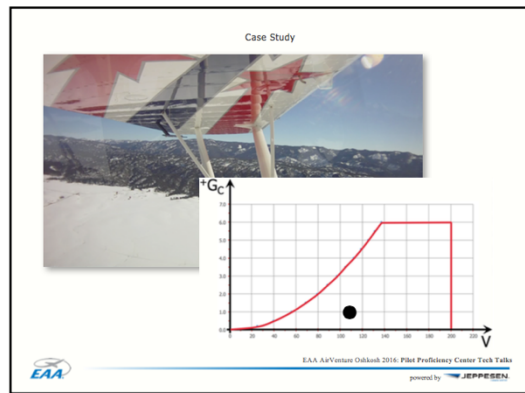 Case Study
+GC
7.0
6.0
5.0
4.0
3.0
2.0
1.0
0.0
0 20 40 60 80 100 120 140 160 180 200 220
V
EAA AirVenture Oshkosh 2016: Pilot Proficiency Center Tech Talks
EAA
powered by JEPPESEN